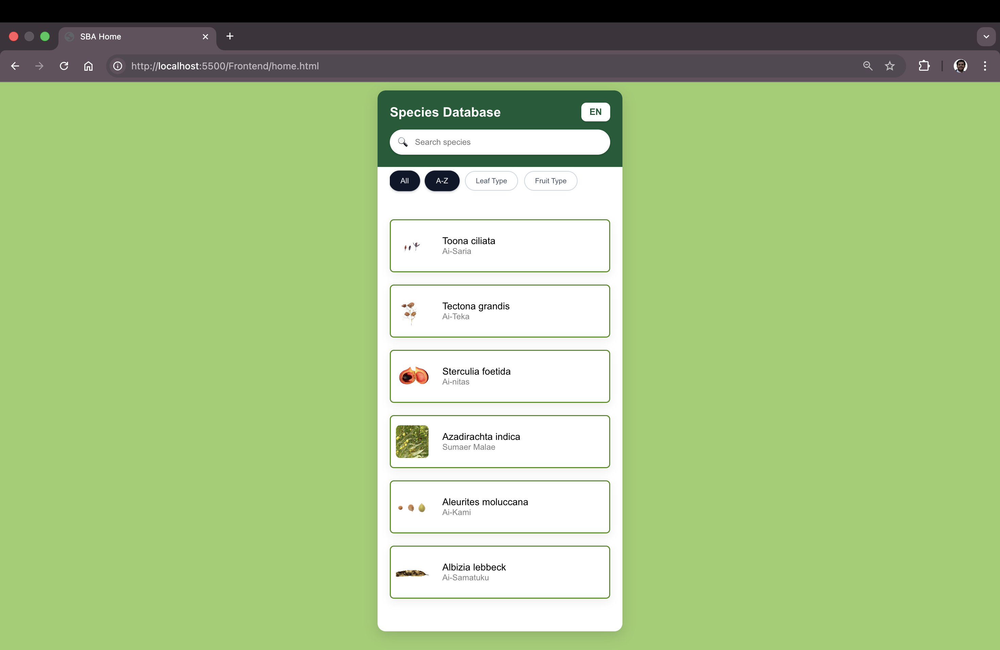 SBA Home
http://localhost:5500/Frontend/home.html
Species Database
EN
Search species
All
A-Z
Leaf Type
Fruit Type
Toona ciliata
Ai-Saria
Tectona grandis
Ai-Teka
Sterculia foetida
Ai-nitas
Azadirachta indica
Sumaer Malae
Aleurites moluccana
Ai-Kami
Albizia lebbeck
Ai-Samatuku